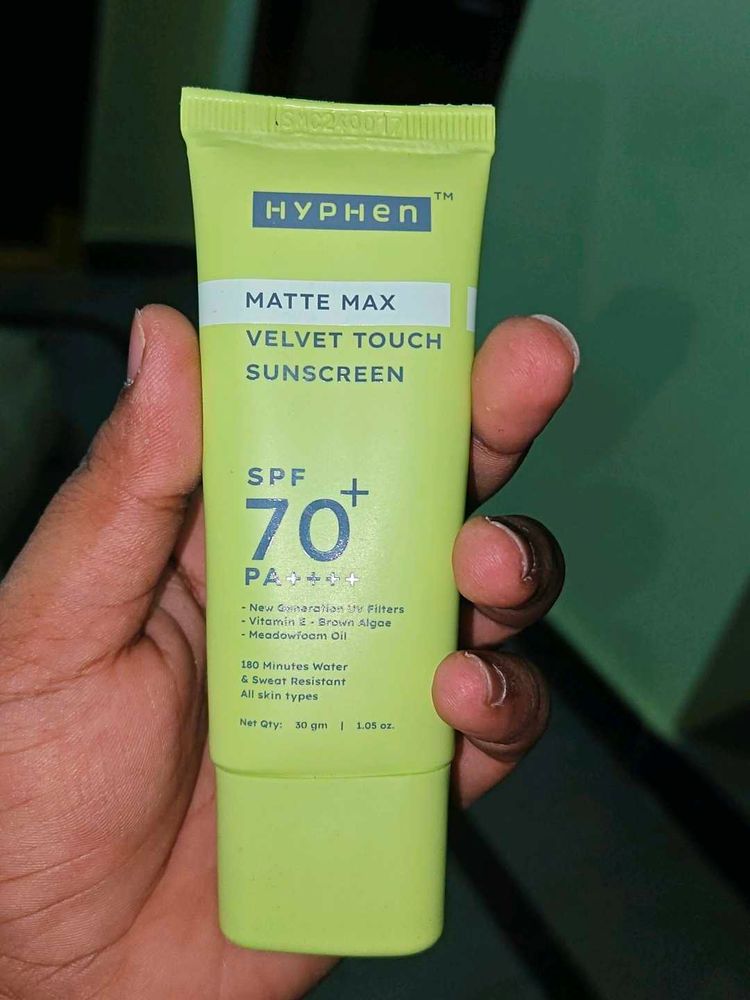 SMC240017
HYPHEN™
MATTE MAX
VELVET TOUCH
SUNSCREEN
SPF
70+
PA++++
- New Generation UV Filters
- Vitamin E - Brown Algae
- Meadowfoam Oil
180 Minutes Water
& Sweat Resistant
All skin types
Net Qty: 30 gm | 1.05 oz.